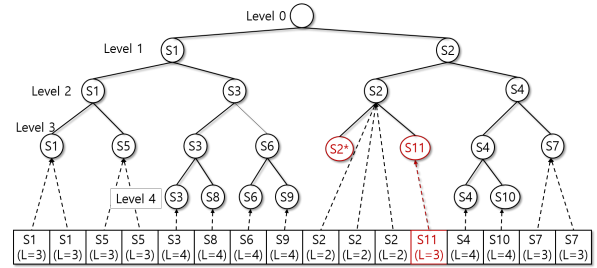 Level 0
Level 1 S1 S2
Level 2 S1 S3 S2 S4
Level 3
S1 S5 S3 S6 S2* S11 S4 S7
Level 4 S3 S8 S6 S9 S4 S10
S1 S1 S5 S5 S3 S8 S6 S9 S2 S2 S2 S11 S4 S10 S7 S7
(L=3) (L=3) (L=3) (L=3) (L=4) (L=4) (L=4) (L=4) (L=2) (L=2) (L=2) (L=3) (L=4) (L=4) (L=3) (L=3)